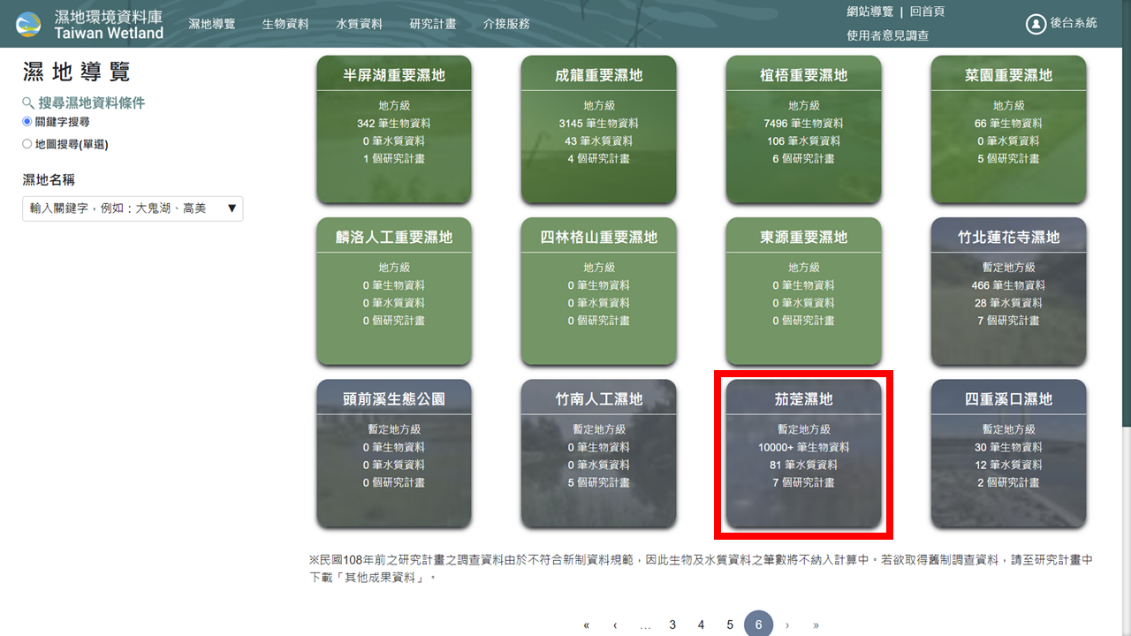 濕地環境資料庫
Taiwan Wetland
濕地導覽
生物資料
水質資料
研究計畫
介接服務
網站導覽 | 回首頁
使用者意見調查
後台系統
濕地導覽
搜尋濕地資料條件
關鍵字搜尋
地圖搜尋(單選)
濕地名稱
輸入關鍵字，例如：大鬼湖、高美 ▼
半屏湖重要濕地
地方級
342 筆生物資料
0 筆水質資料
1 個研究計畫
成龍重要濕地
地方級
3145 筆生物資料
43 筆水質資料
4 個研究計畫
椬梧重要濕地
地方級
7496 筆生物資料
106 筆水質資料
6 個研究計畫
菜園重要濕地
地方級
66 筆生物資料
0 筆水質資料
5 個研究計畫
麟洛人工重要濕地
地方級
0 筆生物資料
0 筆水質資料
0 個研究計畫
四林格山重要濕地
地方級
0 筆生物資料
0 筆水質資料
0 個研究計畫
東源重要濕地
地方級
0 筆生物資料
0 筆水質資料
0 個研究計畫
竹北蓮花寺濕地
暫定地方級
466 筆生物資料
28 筆水質資料
7 個研究計畫
頭前溪生態公園
暫定地方級
0 筆生物資料
0 筆水質資料
0 個研究計畫
竹南人工濕地
暫定地方級
0 筆生物資料
0 筆水質資料
5 個研究計畫
茄萣濕地
暫定地方級
10000+ 筆生物資料
81 筆水質資料
7 個研究計畫
四重溪口濕地
暫定地方級
30 筆生物資料
12 筆水質資料
2 個研究計畫
※民國108年前之研究計畫之調查資料由於不符合新制資料規範，因此生物及水質資料之筆數將不納入計算中。若欲取得舊制調查資料，請至研究計畫中
下載「其他成果資料」。
« ‹ ... 3 4 5 6 › »